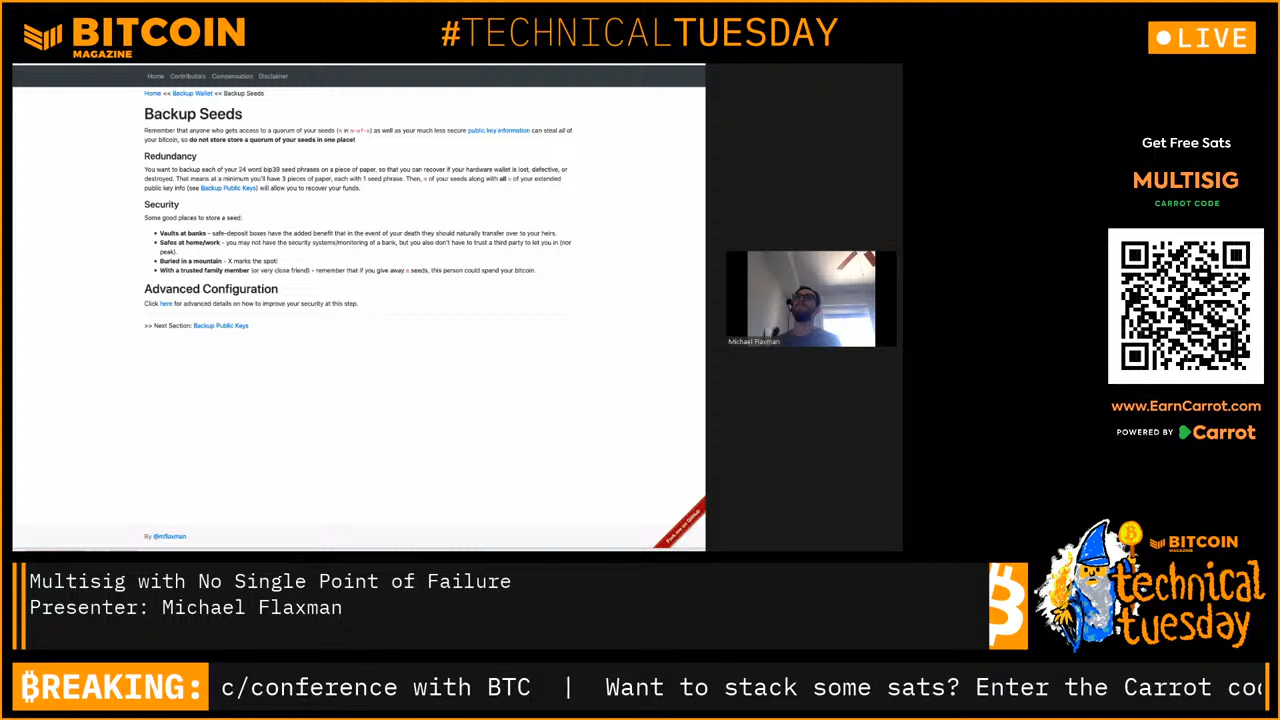 BITCOIN
MAGAZINE
#TECHNICALTUESDAY
LIVE
Home Contributors Compensation Disclaimer
Home << Backup Wallet << Backup Seeds
Backup Seeds
Remember that anyone who gets access to a quorum of your seeds (m in m-of-n) as well as your much less secure public key information can steal all of
your bitcoin, so do not store store a quorum of your seeds in one place!
Redundancy
You want to backup each of your 24 word bip39 seed phrases on a piece of paper, so that you can recover if your hardware wallet is lost, defective, or
destroyed. That means at a minimum you'll have 3 pieces of paper, each with 1 seed phrase. Then, m of your seeds along with all n of your extended
public key info (see Backup Public Keys) will allow you to recover your funds.
Security
Some good places to store a seed:
• Vaults at banks - safe-deposit boxes have the added benefit that in the event of your death they should naturally transfer over to your heirs.
• Safes at home/work - you may not have the security systems/monitoring of a bank, but you also don't have to trust a third party to let you in (nor
peak).
• Buried in a mountain - X marks the spot!
• With a trusted family member (or very close friend) - remember that if you give away m seeds, this person could spend your bitcoin.
Advanced Configuration
Click here for advanced details on how to improve your security at this step.
>> Next Section: Backup Public Keys
By @mflaxman
Fork me on GitHub
Michael Flaxman
Get Free Sats
MULTISIG
CARROT CODE
www.EarnCarrot.com
POWERED BY Carrot
BITCOIN
MAGAZINE
technical
tuesday
Multisig with No Single Point of Failure
Presenter: Michael Flaxman
₿REAKING: c/conference with BTC | Want to stack some sats? Enter the Carrot cod